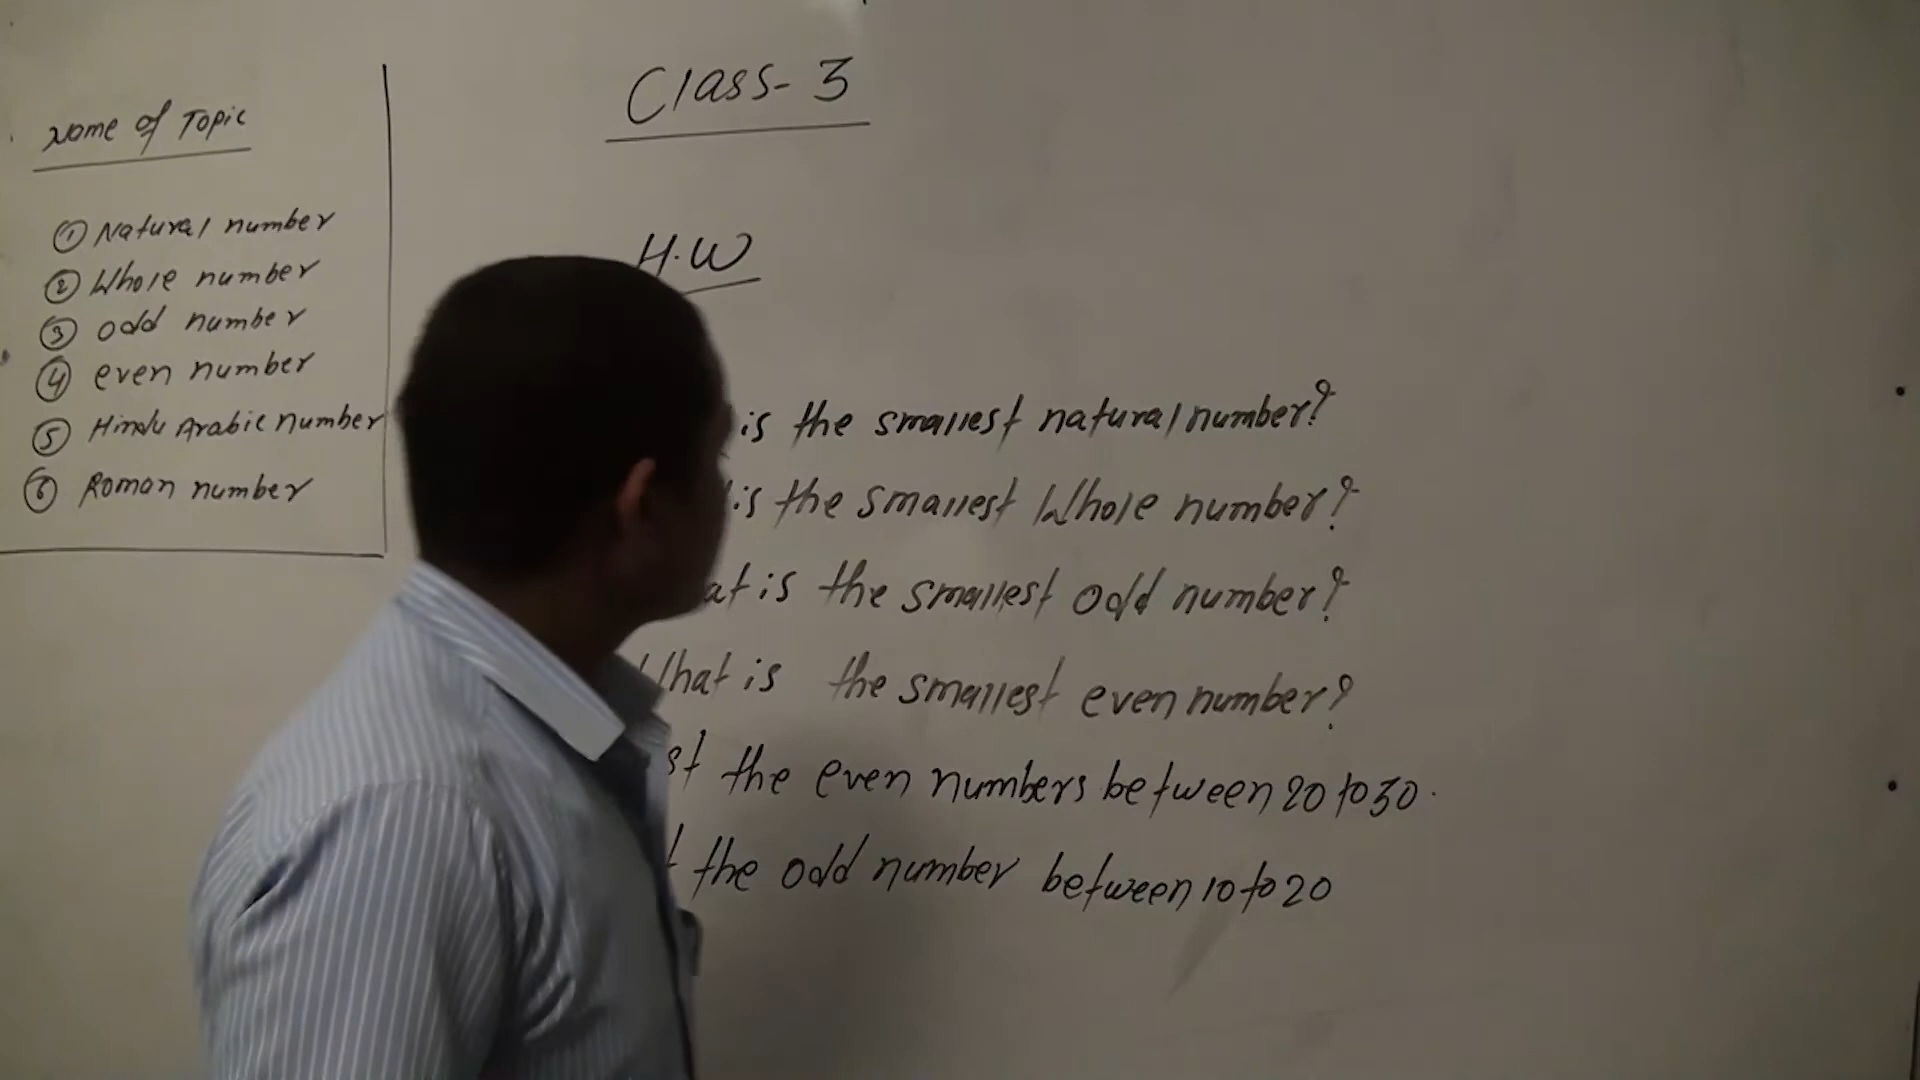 Class-3
Name of Topic
① Natural number
② Whole number
③ odd number
④ even number
⑤ Hindu Arabic number
⑥ Roman number
H.W
is the smallest natural number?
is the smallest Whole number?
is the smallest odd number?
What is the smallest even number?
the even numbers between 20 to 30.
the odd number between 10 to 20